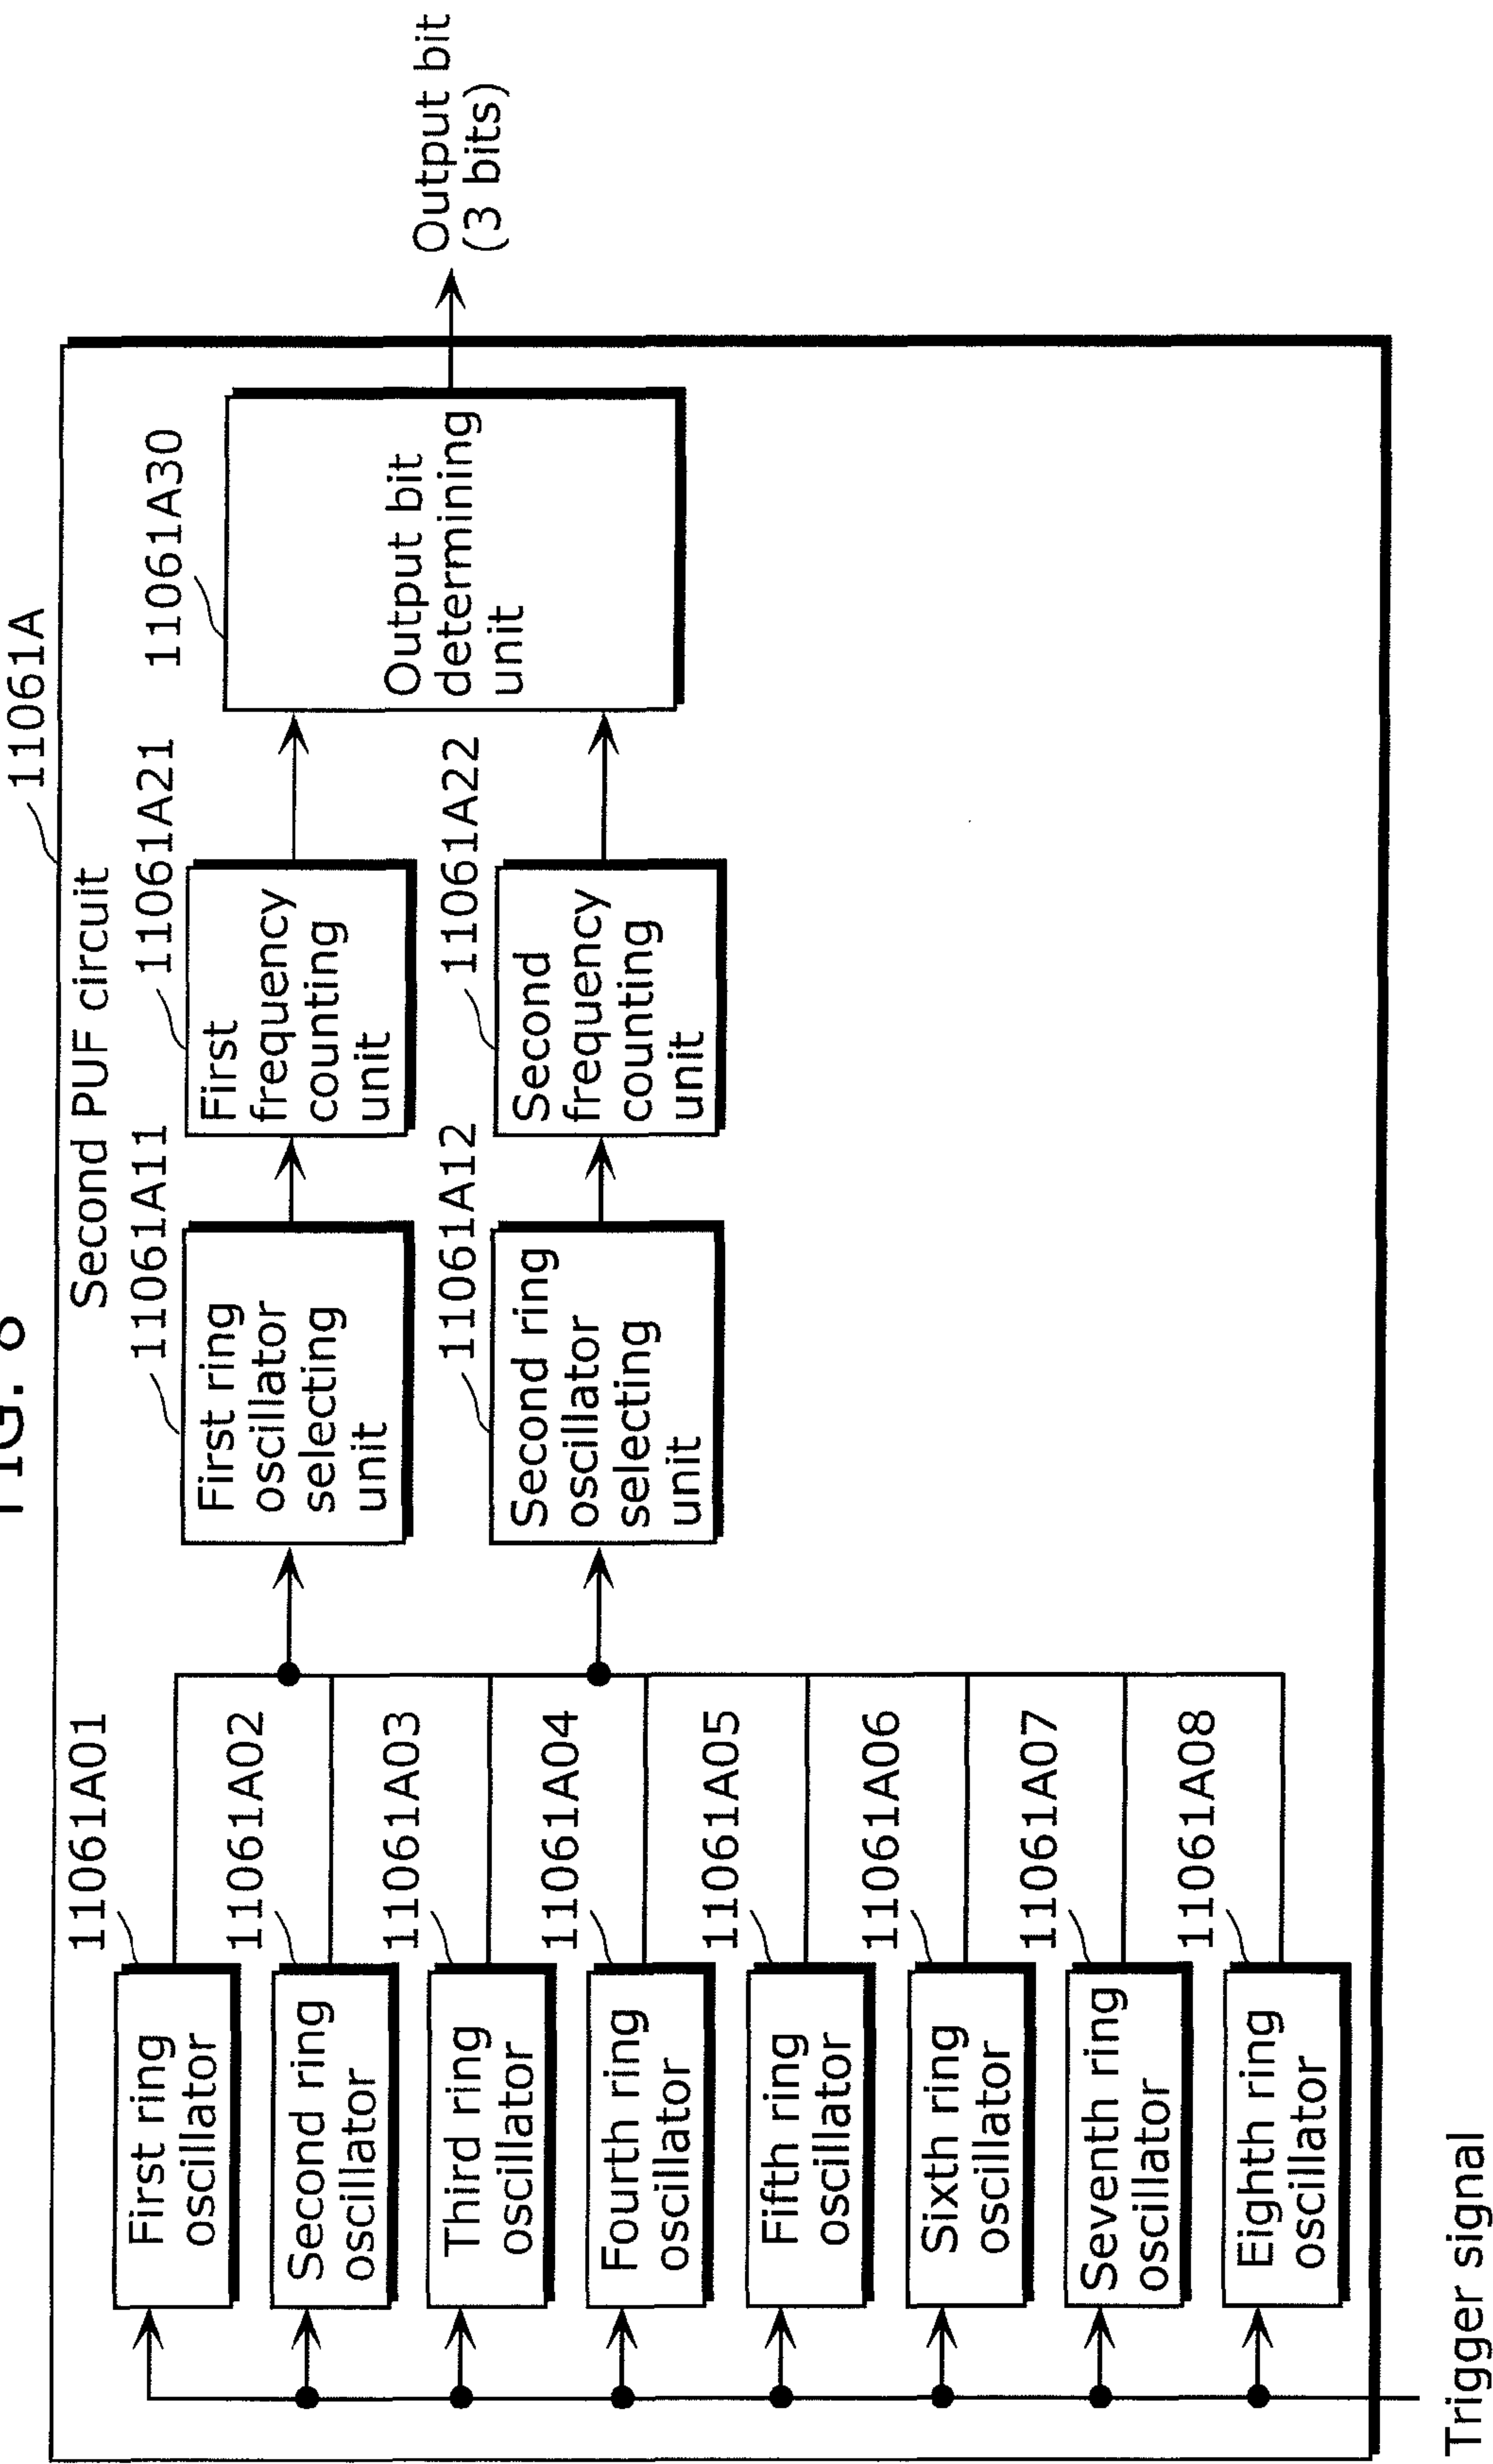 FIG. 8
11061A
Second PUF circuit
11061A01
First ring
oscillator
11061A02
Second ring
oscillator
11061A03
Third ring
oscillator
11061A04
Fourth ring
oscillator
11061A05
Fifth ring
oscillator
11061A06
Sixth ring
oscillator
11061A07
Seventh ring
oscillator
11061A08
Eighth ring
oscillator
Trigger signal
11061A11
First ring
oscillator
selecting
unit
11061A12
Second ring
oscillator
selecting
unit
11061A21
First
frequency
counting
unit
11061A22
Second
frequency
counting
unit
11061A30
Output bit
determining
unit
Output bit
(3 bits)